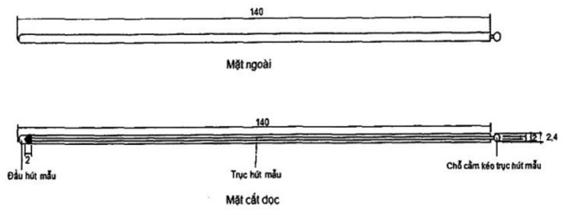 140
Mặt ngoài
140
2
2 2,4
Đầu hút mẫu
Trục hút mẫu
Chỗ cầm kéo trục hút mẫu
Mặt cắt dọc